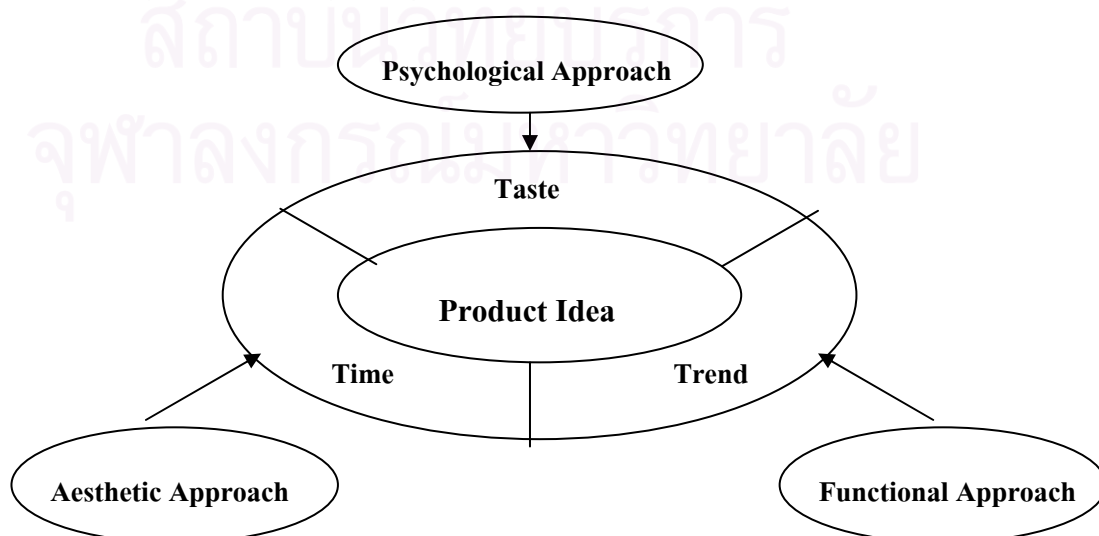 สถาบันวิทยบริการ
Psychological Approach
จุฬาลงกรณ์มหาวิทยาลัย
Taste
Product Idea
Time
Trend
Aesthetic Approach
Functional Approach